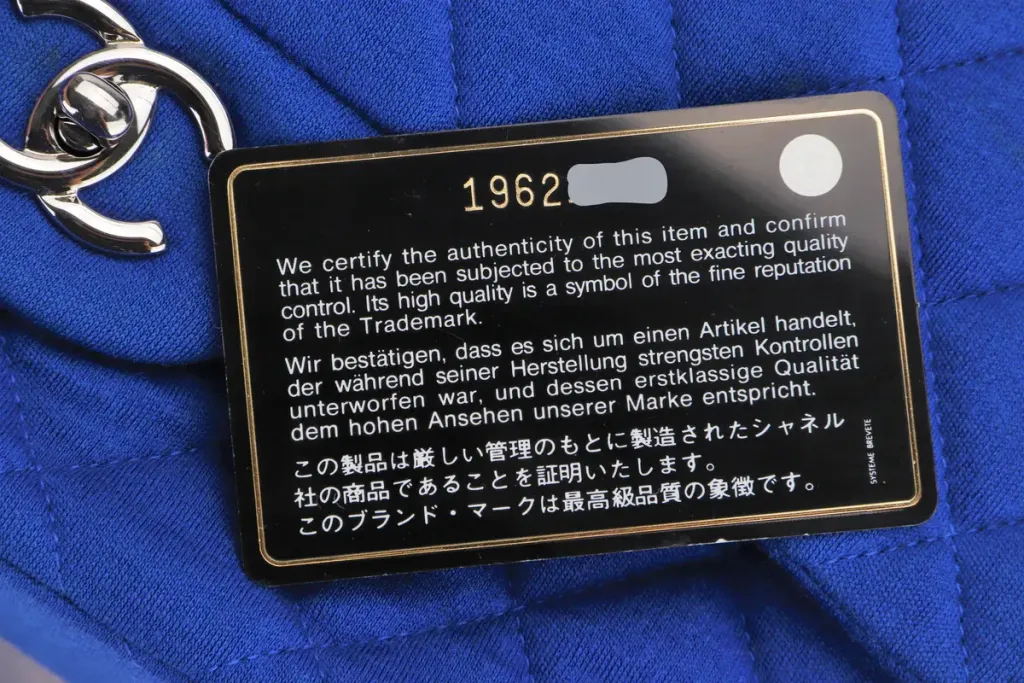 1962
We certify the authenticity of this item and confirm
that it has been subjected to the most exacting quality
control. Its high quality is a symbol of the fine reputation
of the Trademark.
Wir bestätigen, dass es sich um einen Artikel handelt,
der während seiner Herstellung strengsten Kontrollen
unterworfen war, und dessen erstklassige Qualität
dem hohen Ansehen unserer Marke entspricht.
この製品は厳しい管理のもとに製造されたシャネル
社の商品であることを証明いたします。
このブランド・マークは最高級品質の象徴です。
SYSTEME BREVETE